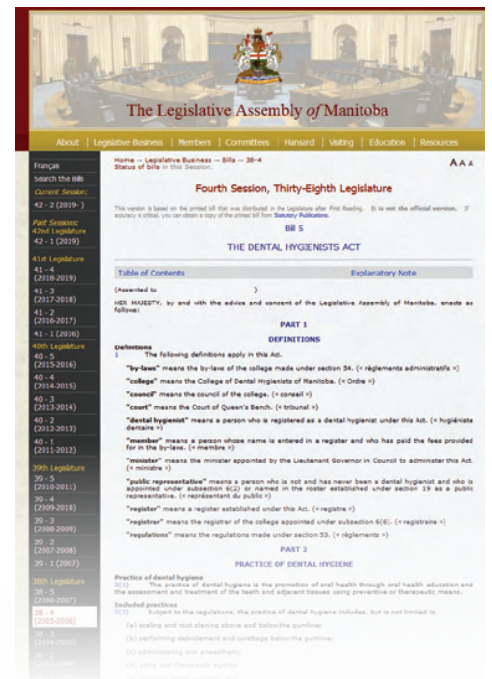 The Legislative Assembly of Manitoba
About | Legislative Business | Members | Committees | Hansard | Visiting | Education | Resources
Français
Search the Bills
Current Session:
42 - 2 (2019- )
Past Sessions:
42nd Legislature
42 - 1 (2019)
41st Legislature
41 - 4
(2018-2019)
41 - 3
(2017-2018)
41 - 2
(2016-2017)
41 - 1 (2016)
40th Legislature
40 - 5
(2015-2016)
40 - 4
(2014-2015)
40 - 3
(2013-2014)
40 - 2
(2012-2013)
40 - 1
(2011-2012)
39th Legislature
39 - 5
(2010-2011)
39 - 4
(2009-2010)
39 - 3
(2008-2009)
39 - 2
(2007-2008)
39 - 1 (2007)
38th Legislature
38 - 5
(2006-2007)
38 - 4
(2005-2006)
38 - 3
38 - 2
Home — Legislative Business — Bills — 38-4
Status of bills in this Session.
A A A
Fourth Session, Thirty-Eighth Legislature
This version is based on the printed bill that was distributed in the Legislature after First Reading. It is not the official version. If
accuracy is critical, you can obtain a copy of the printed bill from Statutory Publications.
Bill 5
THE DENTAL HYGIENISTS ACT
Table of Contents Explanatory Note
(Assented to )
HER MAJESTY, by and with the advice and consent of the Legislative Assembly of Manitoba, enacts as
follows:
PART 1
DEFINITIONS
Definitions
1 The following definitions apply in this Act.
"by-laws" means the by-laws of the college made under section 54. (« règlements administratifs »)
"college" means the College of Dental Hygienists of Manitoba. (« Ordre »)
"council" means the council of the college. (« conseil »)
"court" means the Court of Queen's Bench. (« tribunal »)
"dental hygienist" means a person who is registered as a dental hygienist under this Act. (« hygiéniste
dentaire »)
"member" means a person whose name is entered in a register and who has paid the fees provided
for in the by-laws. (« membre »)
"minister" means the minister appointed by the Lieutenant Governor in Council to administer this Act.
(« ministre »)
"public representative" means a person who is not and has never been a dental hygienist and who is
appointed under subsection 6(2) or named in the roster established under section 19 as a public
representative. (« représentant du public »)
"register" means a register established under this Act. (« registre »)
"registrar" means the registrar of the college appointed under subsection 6(6). (« registraire »)
"regulations" means the regulations made under section 53. (« règlements »)
PART 2
PRACTICE OF DENTAL HYGIENE
Practice of dental hygiene
2(1) The practice of dental hygiene is the promotion of oral health through oral health education and
the assessment and treatment of the teeth and adjacent tissues using preventive or therapeutic means.
Included practices
2(2) Subject to the regulations, the practice of dental hygiene includes, but is not limited to
(a) scaling and root planing above and below the gumline;
(b) performing debridement and curettage below the gumline;
(c) administering oral anaesthetic;
(d) using oral therapeutic agents;